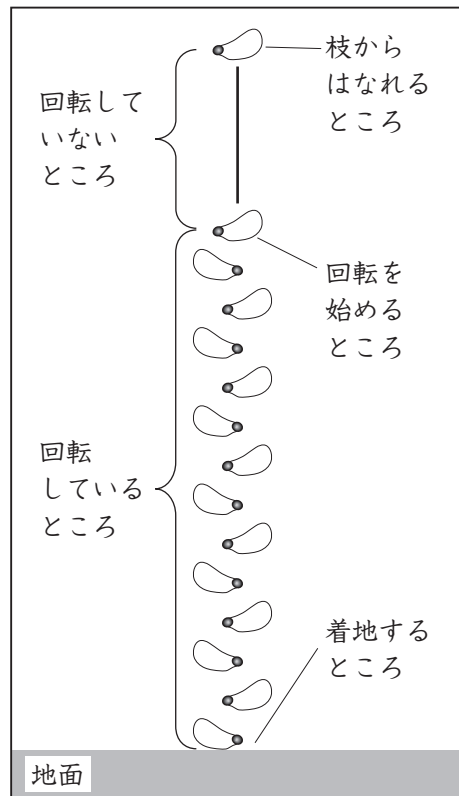 枝から
はなれる
ところ
回転して
いない
ところ
回転を
始める
ところ
回転
している
ところ
着地する
ところ
地面